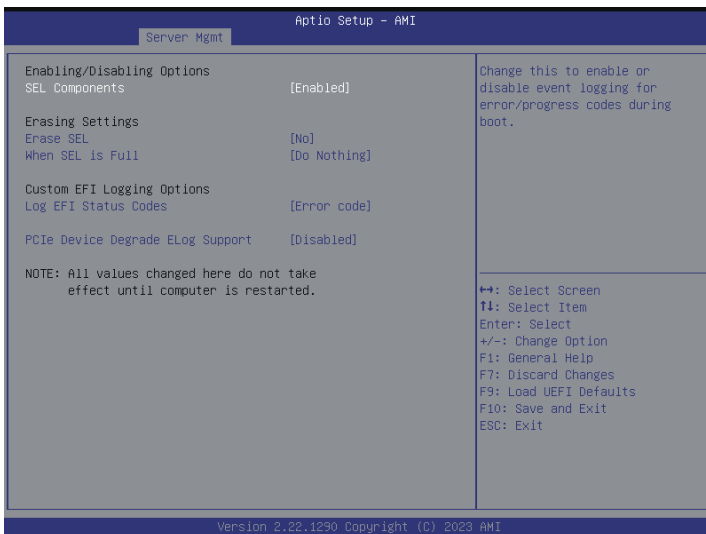 Aptio Setup – AMI
Server Mgmt
Enabling/Disabling Options
SEL Components [Enabled]
Erasing Settings
Erase SEL [No]
When SEL is Full [Do Nothing]
Custom EFI Logging Options
Log EFI Status Codes [Error code]
PCIe Device Degrade ELog Support [Disabled]
NOTE: All values changed here do not take
effect until computer is restarted.
Change this to enable or
disable event logging for
error/progress codes during
boot.
↔: Select Screen
↑↓: Select Item
Enter: Select
+/-: Change Option
F1: General Help
F7: Discard Changes
F9: Load UEFI Defaults
F10: Save and Exit
ESC: Exit
Version 2.22.1290 Copyright (C) 2023 AMI